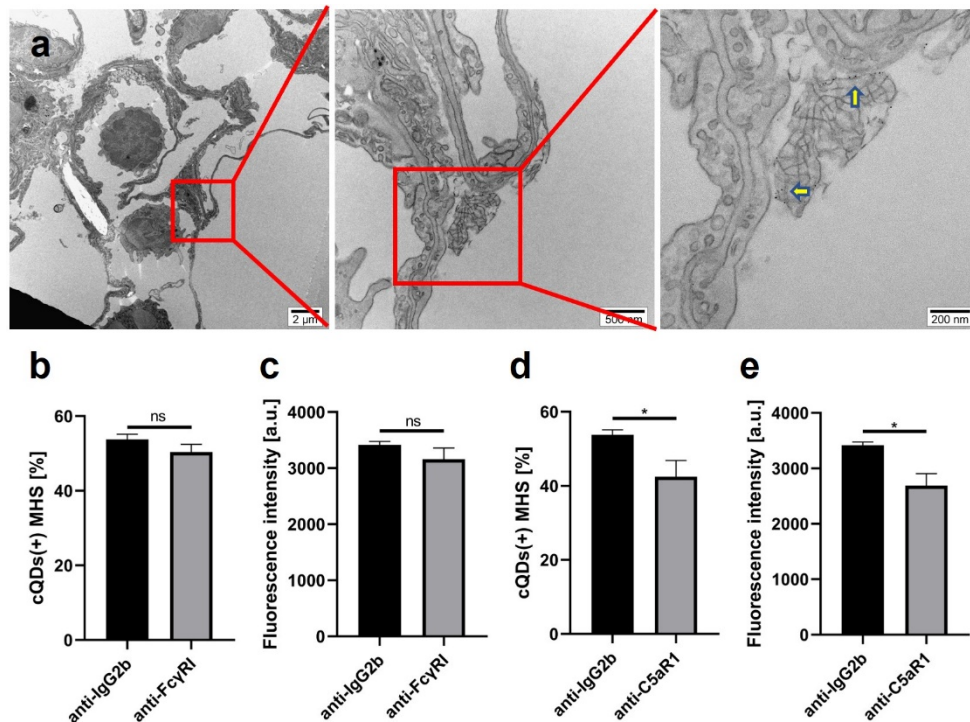 a
2 µm
500 nm
200 nm
b
cQDs(+) MHS [%]
60
40
20
0
ns
anti-IgG2b
anti-FcγRI
c
Fluorescence intensity [a.u.]
4000
3000
2000
1000
0
ns
anti-IgG2b
anti-FcγRI
d
cQDs(+) MHS [%]
60
40
20
0
*
anti-IgG2b
anti-C5aR1
e
Fluorescence intensity [a.u.]
4000
3000
2000
1000
0
*
anti-IgG2b
anti-C5aR1